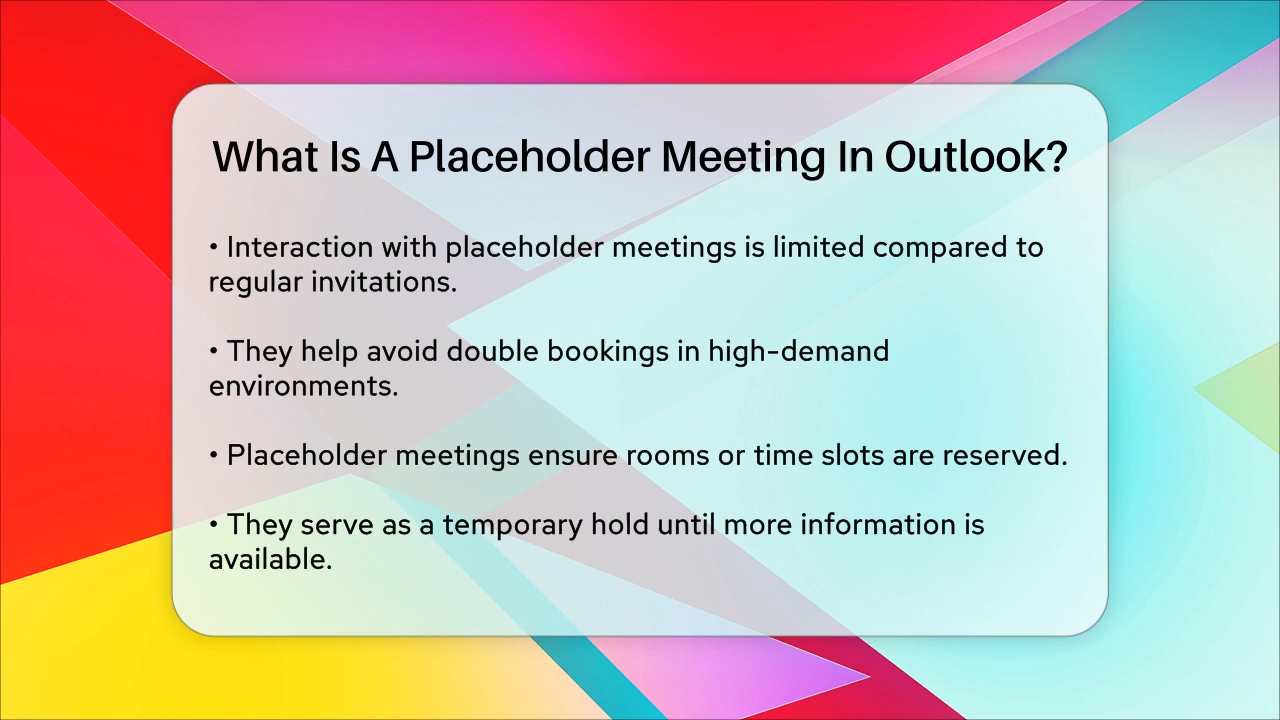 What Is A Placeholder Meeting In Outlook?
• Interaction with placeholder meetings is limited compared to
regular invitations.
• They help avoid double bookings in high-demand
environments.
• Placeholder meetings ensure rooms or time slots are reserved.
• They serve as a temporary hold until more information is
available.